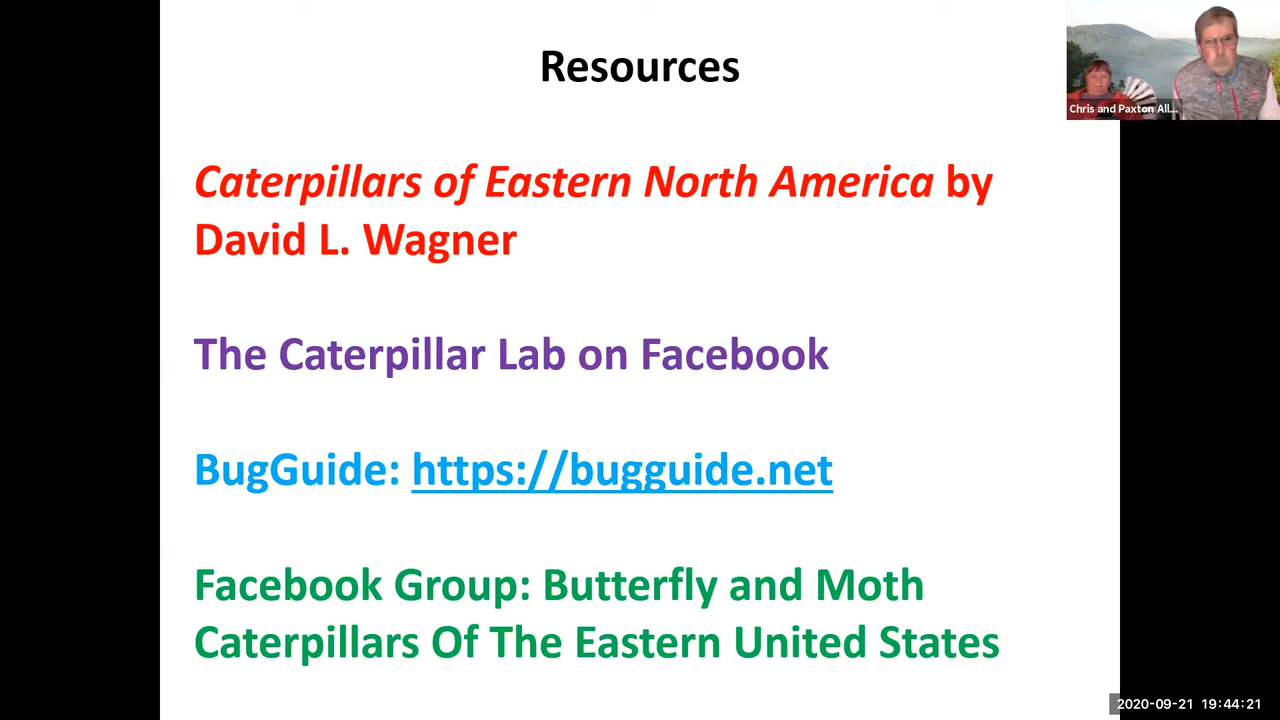 Resources
Chris and Paxton All...
Caterpillars of Eastern North America by
David L. Wagner
The Caterpillar Lab on Facebook
BugGuide: https://bugguide.net
Facebook Group: Butterfly and Moth
Caterpillars Of The Eastern United States
2020-09-21 19:44:21